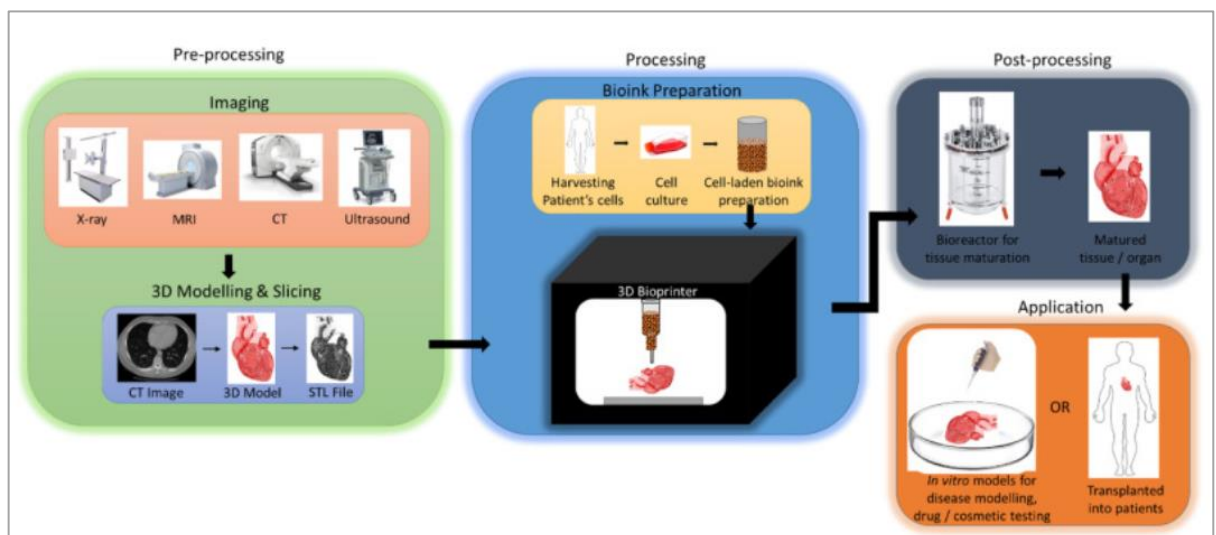 Pre-processing
Imaging
X-ray
MRI
CT
Ultrasound
3D Modelling & Slicing
CT Image
3D Model
STL File
Processing
Bioink Preparation
Harvesting
Patient's cells
Cell
culture
Cell-laden bioink
preparation
3D Bioprinter
Post-processing
Bioreactor for
tissue maturation
Matured
tissue / organ
Application
OR
In vitro models for
disease modelling,
drug / cosmetic testing
Transplanted
into patients